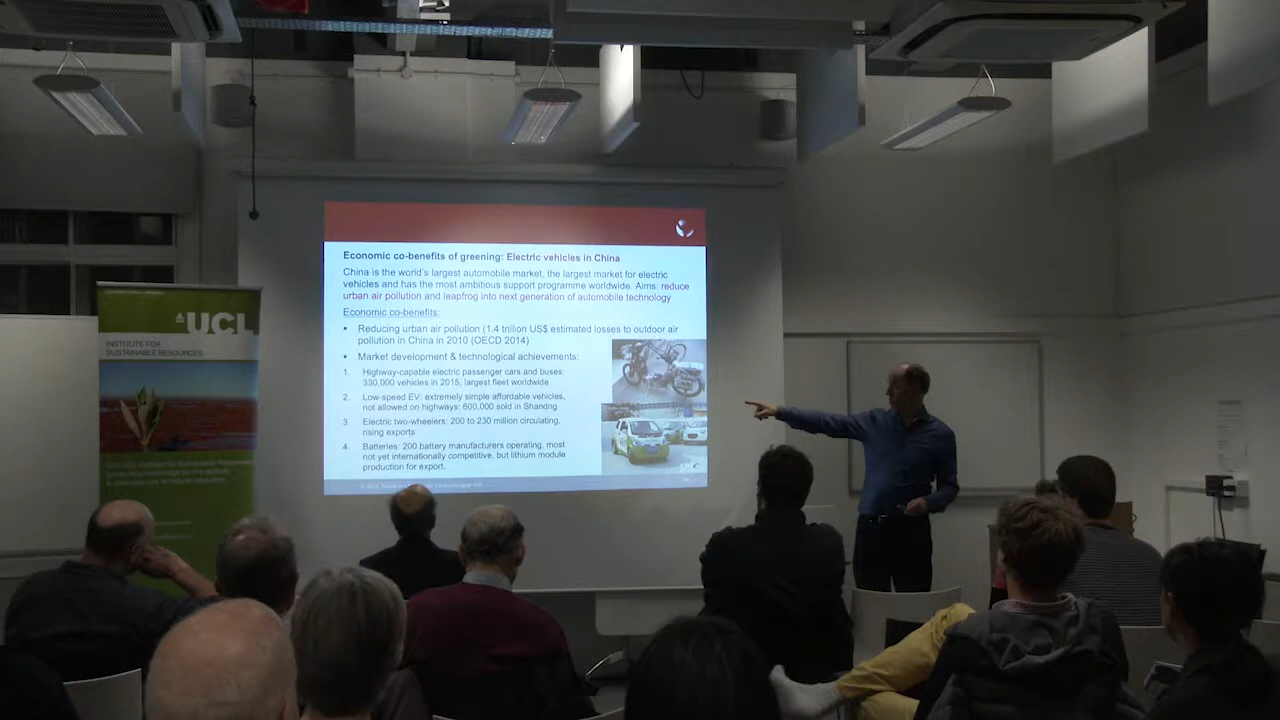 UCL
INSTITUTE FOR
SUSTAINABLE RESOURCES
Economic co-benefits of greening: Electric vehicles in China
China is the world's largest automobile market, the largest market for electric
vehicles and has the most ambitious support programme worldwide. Aims: reduce
urban air pollution and leapfrog into next generation of automobile technology
Economic co-benefits:
▪ Reducing urban air pollution (1.4 trillion US$ estimated losses to outdoor air
pollution in China in 2010 (OECD 2014)
▪ Market development & technological achievements:
1. Highway-capable electric passenger cars and buses:
330,000 vehicles in 2015, largest fleet worldwide
2. Low-speed EV: extremely simple affordable vehicles,
not allowed on highways: 600,000 sold in Shandng
3. Electric two-wheelers: 200 to 230 million circulating,
rising exports
4 Batteries: 200 battery manufacturers operating, most
not yet internationally competitive, but lithium module
production for export.